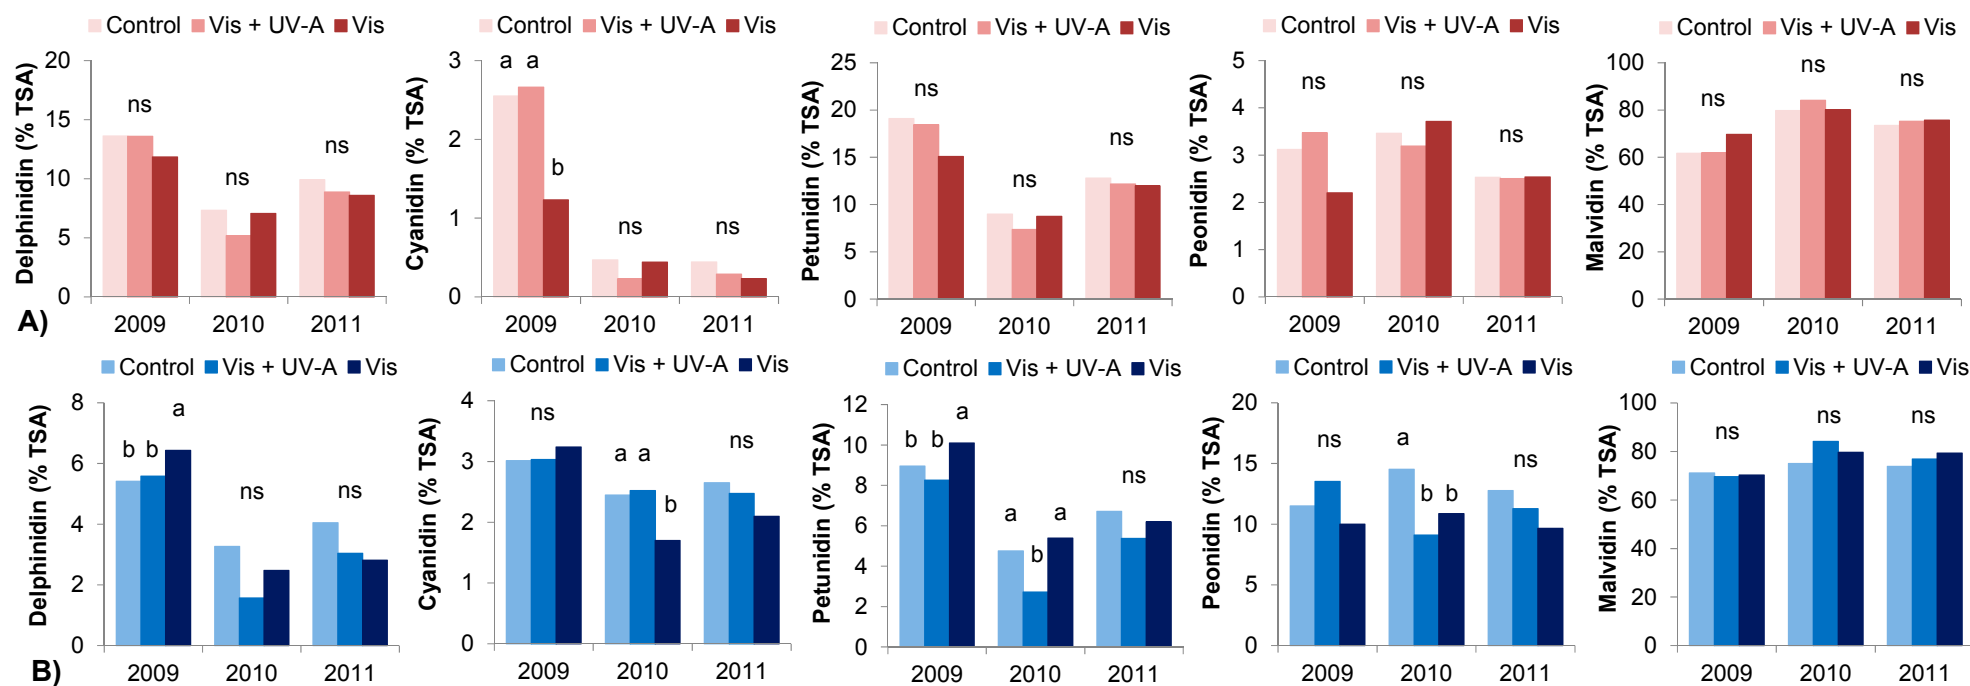 Control Vis + UV-A Vis
Delphinidin (% TSA)
20
15
10
5
0
ns
ns
ns
2009 2010 2011
Control Vis + UV-A Vis
Cyanidin (% TSA)
3
2
1
0
a a
b
ns
ns
2009 2010 2011
Control Vis + UV-A Vis
Petunidin (% TSA)
25
20
15
10
5
0
ns
ns
ns
2009 2010 2011
Control Vis + UV-A Vis
Peonidin (% TSA)
5
4
3
2
1
0
ns
ns
ns
2009 2010 2011
Control Vis + UV-A Vis
Malvidin (% TSA)
100
80
60
40
20
0
ns
ns
ns
2009 2010 2011
A)
Control Vis + UV-A Vis
Delphinidin (% TSA)
8
6
4
2
0
b b a
ns
ns
2009 2010 2011
Control Vis + UV-A Vis
Cyanidin (% TSA)
4
3
2
1
0
ns
a a b
ns
2009 2010 2011
Control Vis + UV-A Vis
Petunidin (% TSA)
12
10
8
6
4
2
0
b b a
a b a
ns
2009 2010 2011
Control Vis + UV-A Vis
Peonidin (% TSA)
20
15
10
5
0
ns
a b b
ns
2009 2010 2011
Control Vis + UV-A Vis
Malvidin (% TSA)
100
80
60
40
20
0
ns
ns
ns
2009 2010 2011
B)